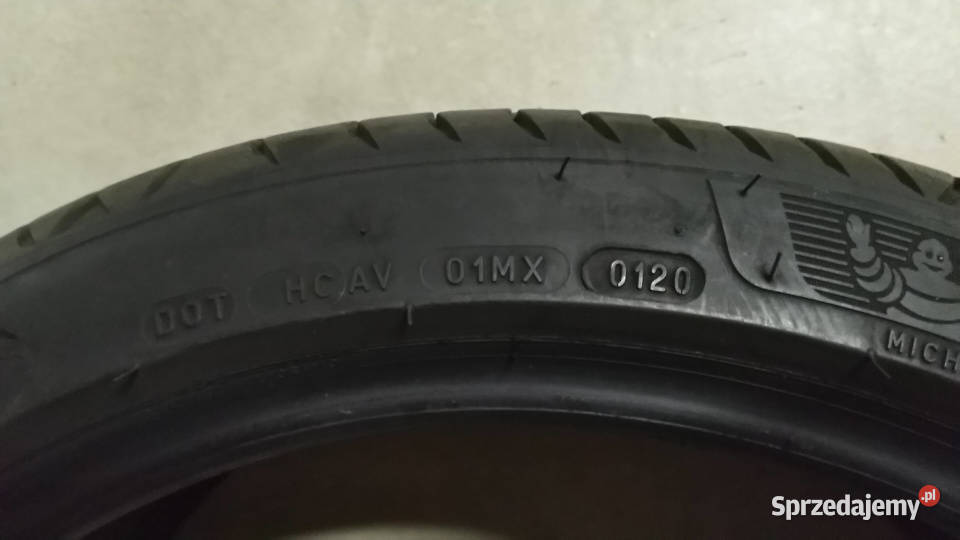 DOT HC AV 01MX 0120
MICH
Sprzedajemy.pl